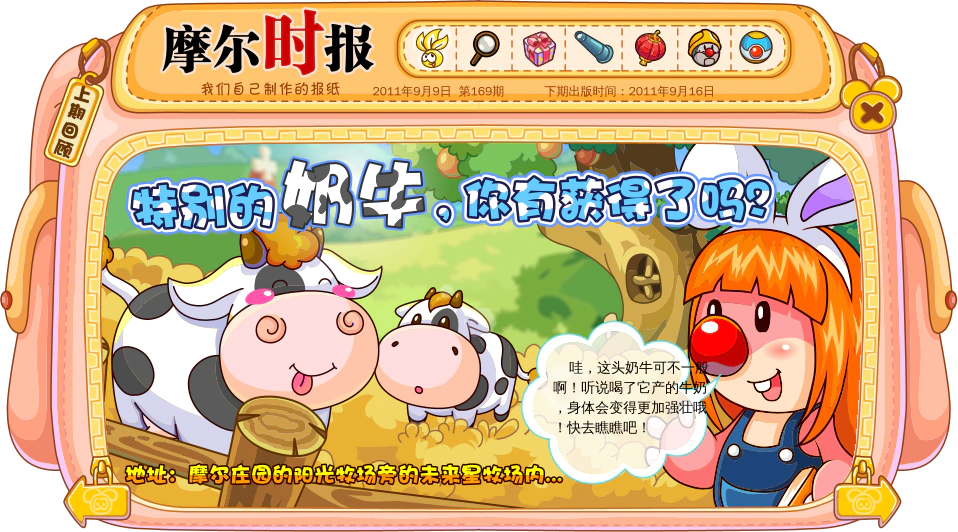 摩尔时报
我们自己制作的报纸 2011年9月9日 第169期 下期出版时间：2011年9月16日
上期回顾
特别的奶牛，你有获得了吗？
哇，这头奶牛可不一般
啊！听说喝了它产的牛奶
，身体会变得更加强壮哦
！快去瞧瞧吧！
地址：摩尔庄园的阳光牧场旁的未来星牧场内...